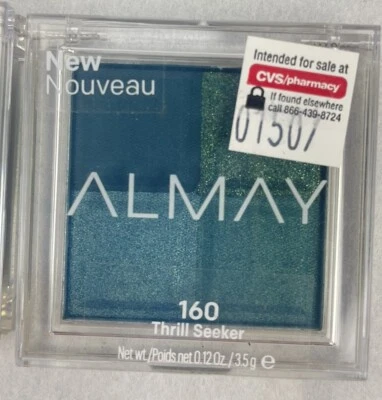 New
Nouveau
Intended for sale at
CVS/pharmacy
If found elsewhere
call 866-439-8724
01507
ALMAY
160
Thrill Seeker
Net wt./Poids net 0.12 Oz / 3.5 g e